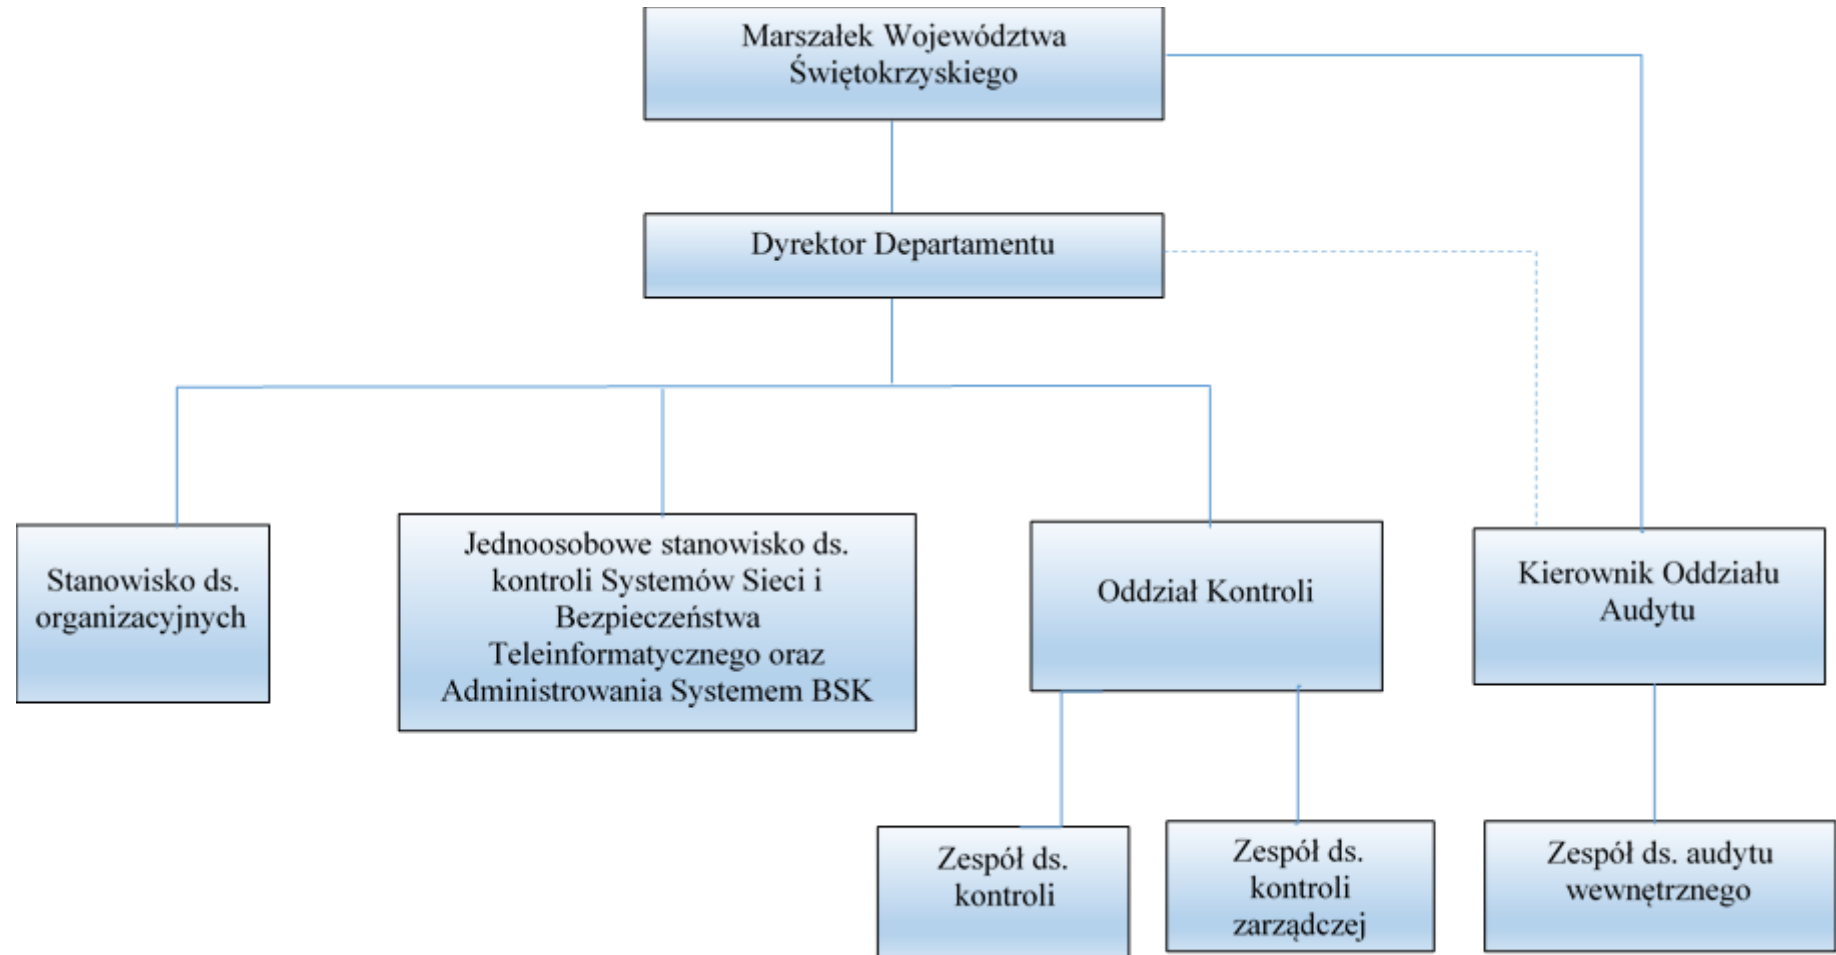 Marszałek Województwa
Świętokrzyskiego
Dyrektor Departamentu
Stanowisko ds.
organizacyjnych
Jednoosobowe stanowisko ds.
kontroli Systemów Sieci i
Bezpieczeństwa
Teleinformatycznego oraz
Administrowania Systemem BSK
Oddział Kontroli
Kierownik Oddziału
Audytu
Zespół ds.
kontroli
Zespół ds.
kontroli
zarządczej
Zespół ds. audytu
wewnętrznego